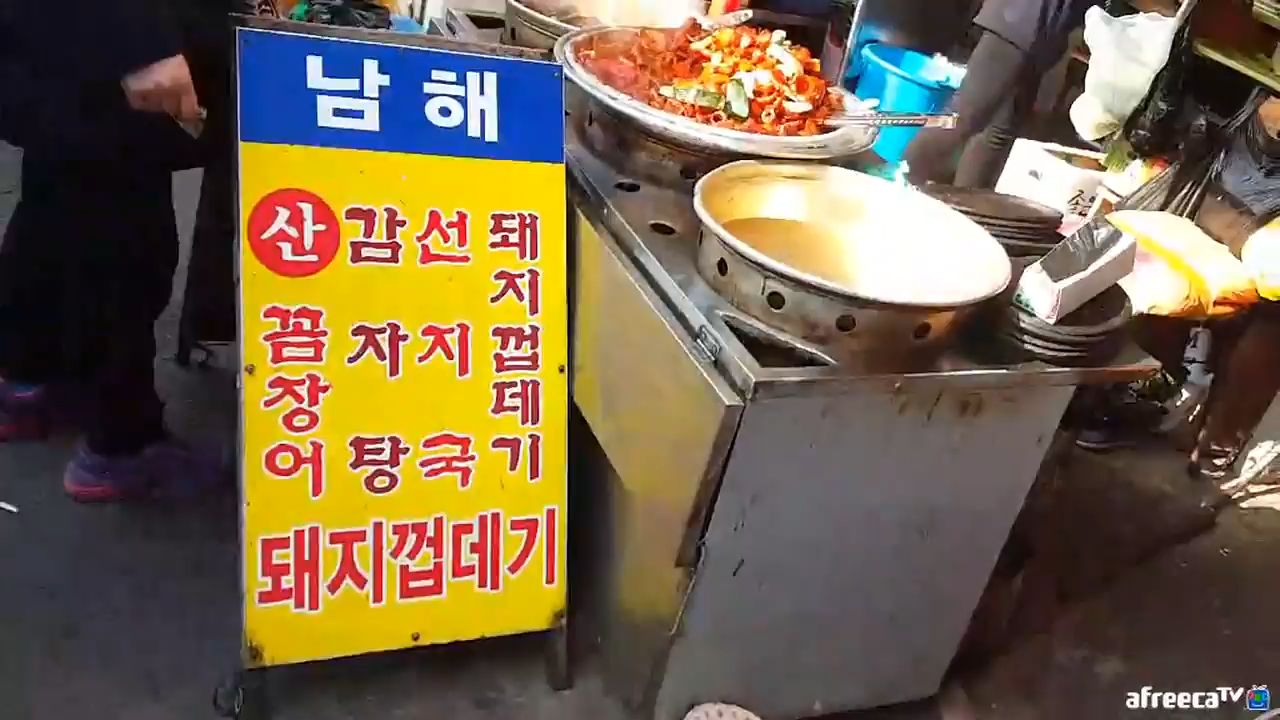 남해
산 꼼장어
감자탕
선지국
돼지껍데기
돼지껍데기
afreecaTV